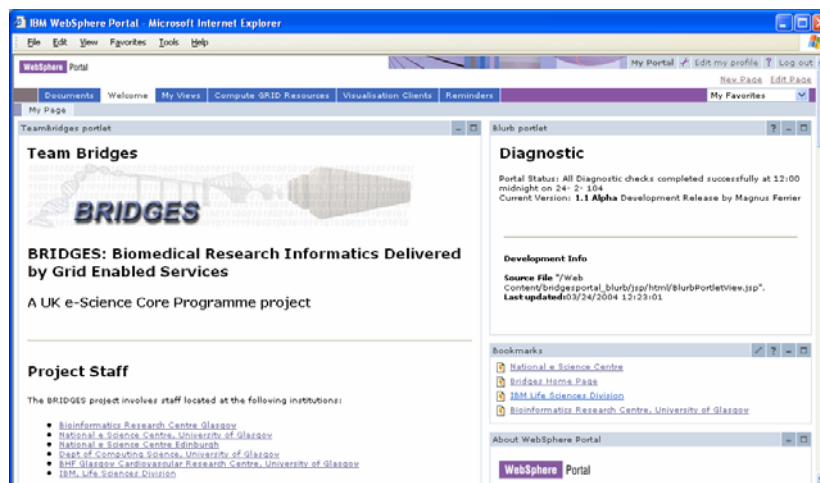 IBM WebSphere Portal - Microsoft Internet Explorer
File Edit View Favorites Tools Help
WebSphere Portal
My Portal Edit my profile ? Log out
New Page Edit Page
Documents Welcome My Views Compute GRID Resources Visualisation Clients Reminders
My Favorites
My Page
TeamBridges portlet
Team Bridges
BRIDGES
BRIDGES: Biomedical Research Informatics Delivered
by Grid Enabled Services
A UK e-Science Core Programme project
Project Staff
The BRIDGES project involves staff located at the following institutions:
Bioinformatics Research Centre Glasgow
National e Science Centre, University of Glasgow
National e Science Centre Edinburgh
Dept of Computing Science, University of Glasgow
BHF Glasgow Cardiovascular Research Centre, University of Glasgow
IBM, Life Sciences Division
Blurb portlet
Diagnostic
Portal Status: All Diagnostic checks completed successfully at 12:00
midnight on 24- 2- 104
Current Version: 1.1 Alpha Development Release by Magnus Ferrier
Development Info
Source File "/Web
Content/bridgesportal_blurb/jsp/html/BlurbPortletView.jsp".
Last updated:03/24/2004 12:23:01
Bookmarks
National e Science Centre
Bridges Home Page
IBM Life Sciences Division
Bioinformatics Research Centre, University of Glasgow
About WebSphere Portal
WebSphere Portal